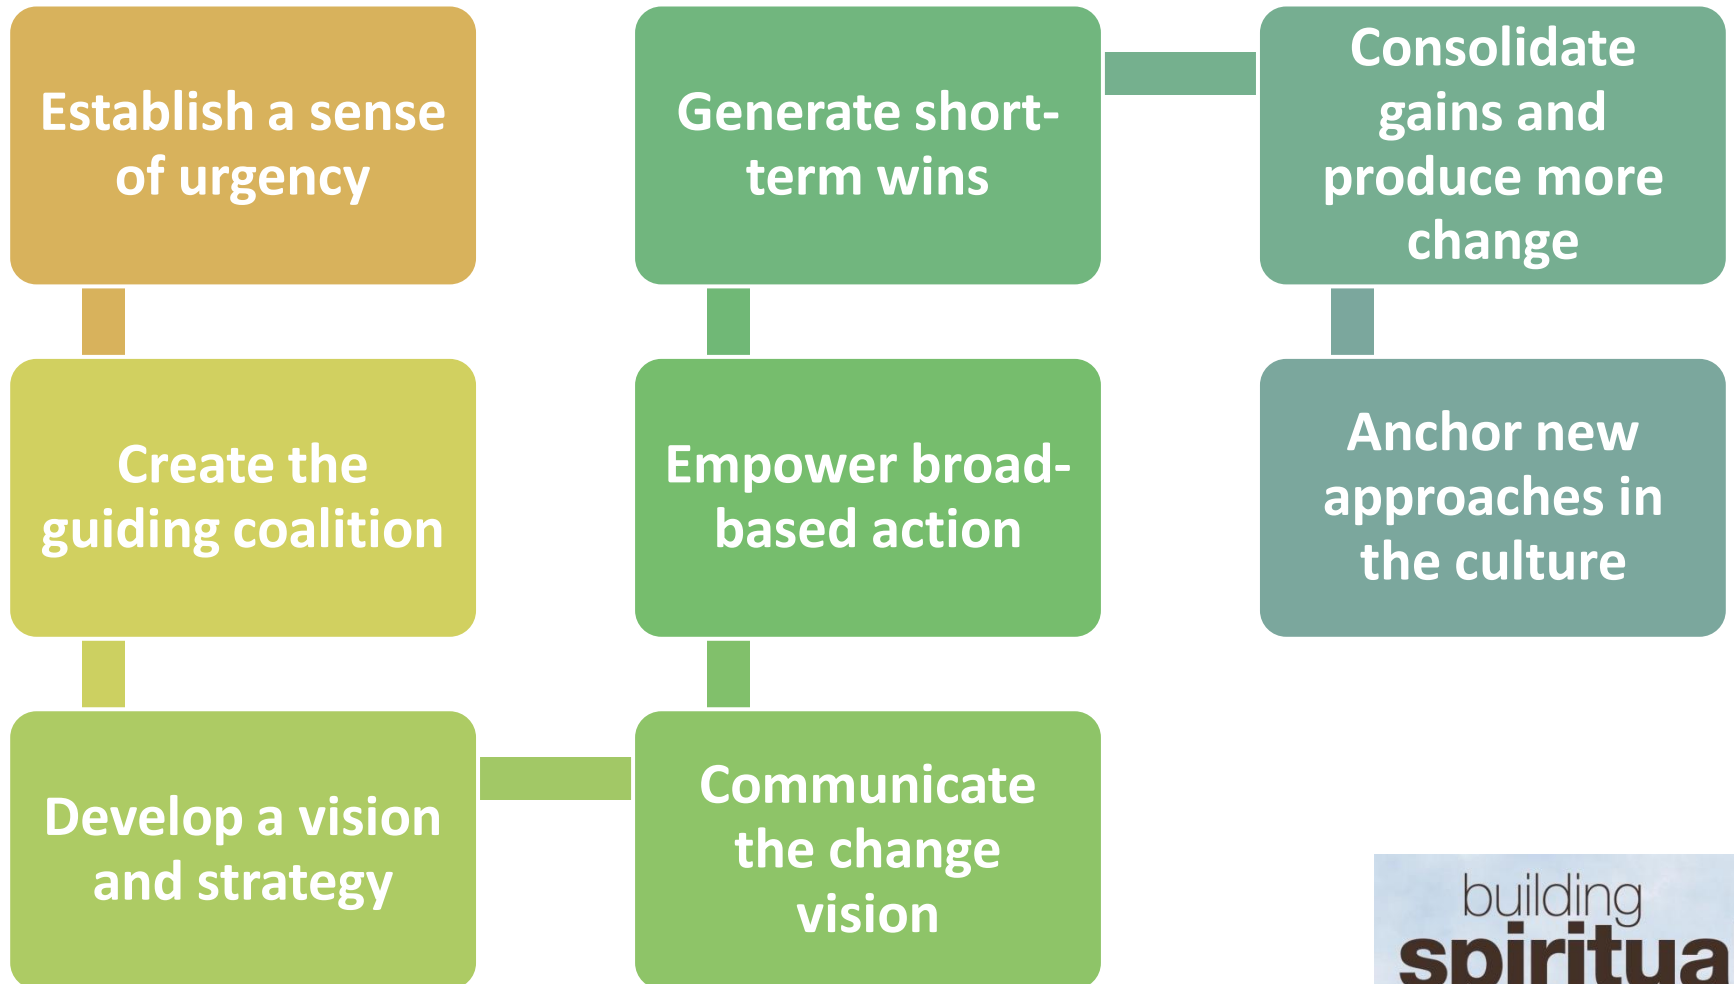 Establish a sense
of urgency
Create the
guiding coalition
Develop a vision
and strategy
Communicate
the change
vision
Empower broad-
based action
Generate short-
term wins
Consolidate
gains and
produce more
change
Anchor new
approaches in
the culture
building
spiritua